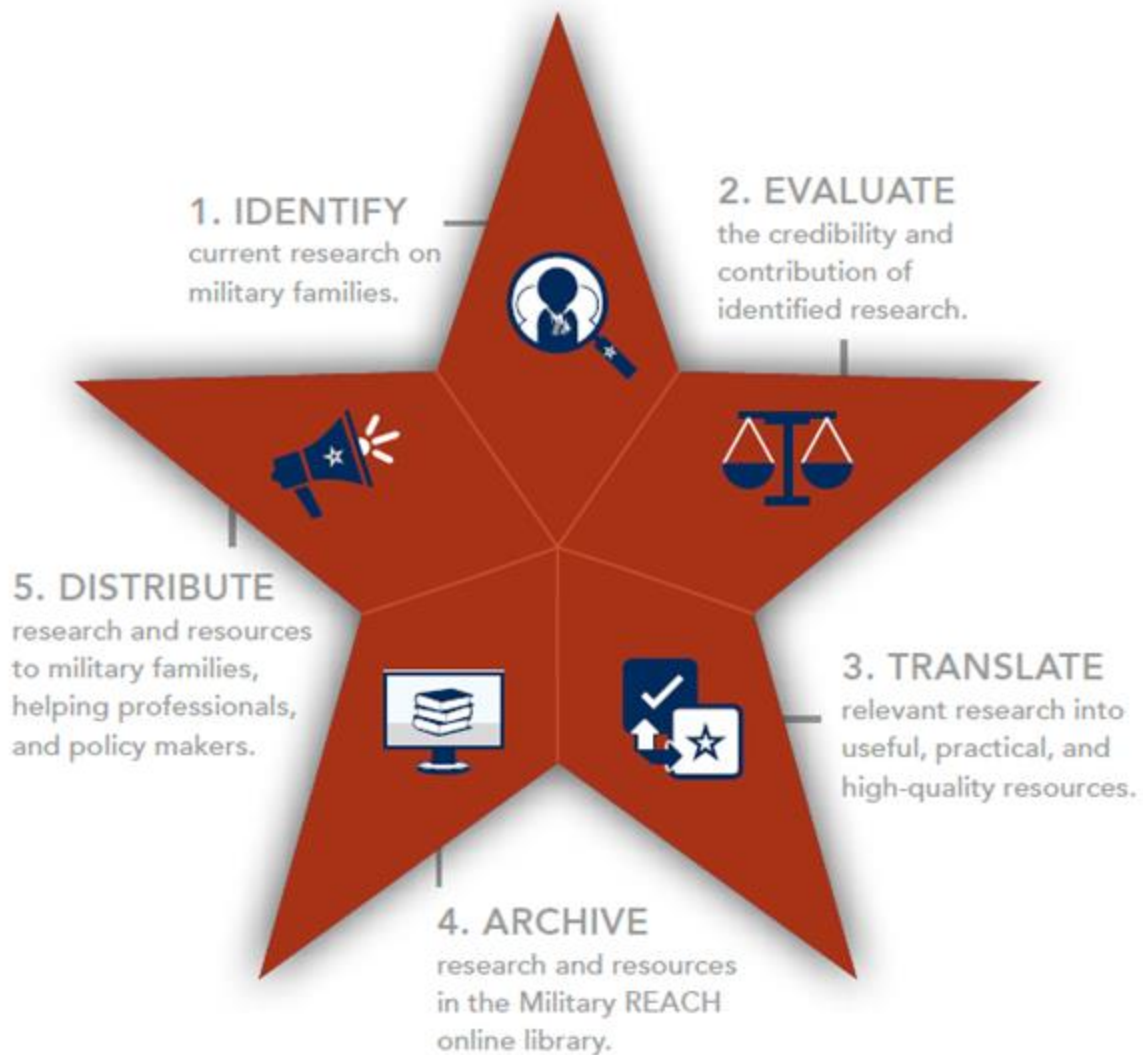 1. IDENTIFY
current research on
military families.
2. EVALUATE
the credibility and
contribution of
identified research.
3. TRANSLATE
relevant research into
useful, practical, and
high-quality resources.
4. ARCHIVE
research and resources
in the Military REACH
online library.
5. DISTRIBUTE
research and resources
to military families,
helping professionals,
and policy makers.